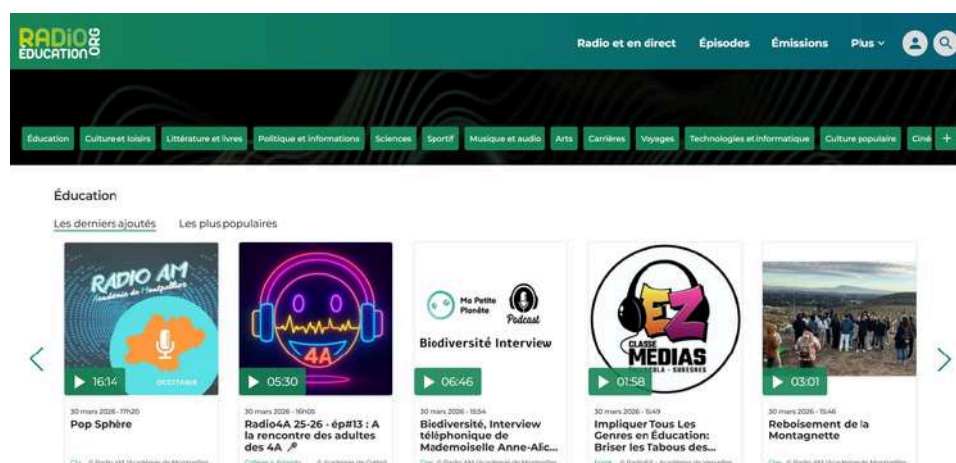 RADiO
EDUCATION
ORG
Radio et en direct Épisodes Émissions Plus
Éducation Culture et loisirs Littérature et livres Politique et informations Sciences Sportif Musique et audio Arts Carrières Voyages Technologies et informatique Culture populaire Ciné +
Éducation
Les derniers ajoutés Les plus populaires
RADIO AM
Académie de Montpellier
OCCITANIE
16:14
4A
05:30
Ma Petite
Planète
Podcast
Biodiversité Interview
06:46
EZ
CLASSE
MÉDIAS
SURESNES
01:58
03:01
30 mars 2026 - 17h20
Pop Sphère
30 mars 2026 - 16h05
Radio4A 25-26 - ép#13 : A
la rencontre des adultes
des 4A
30 mars 2026 - 15:54
Biodiversité, Interview
téléphonique de
Mademoiselle Anne-Alic...
30 mars 2026 - 15:49
Impliquer Tous Les
Genres en Éducation:
Briser les Tabous des...
30 mars 2026 - 15:46
Reboisement de la
Montagnette